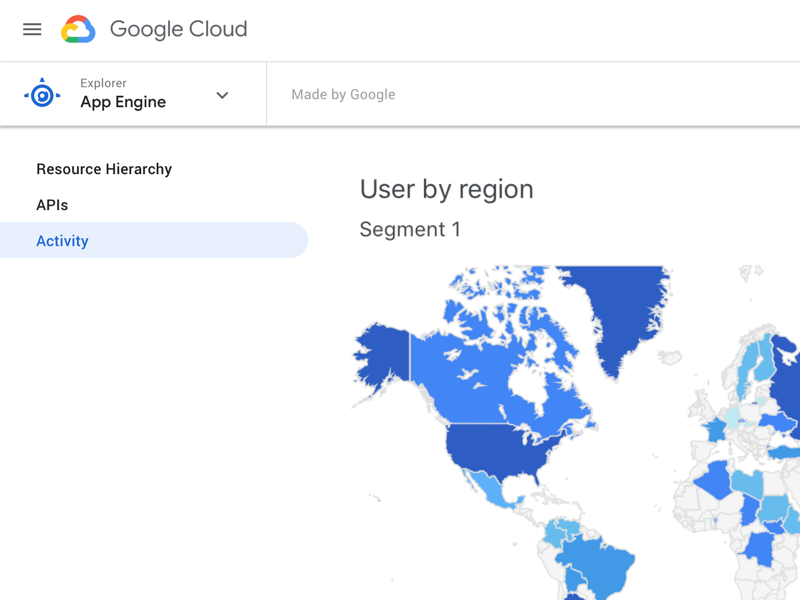 Google Cloud
Explorer
App Engine
Made by Google
Resource Hierarchy
APIs
Activity
User by region
Segment 1